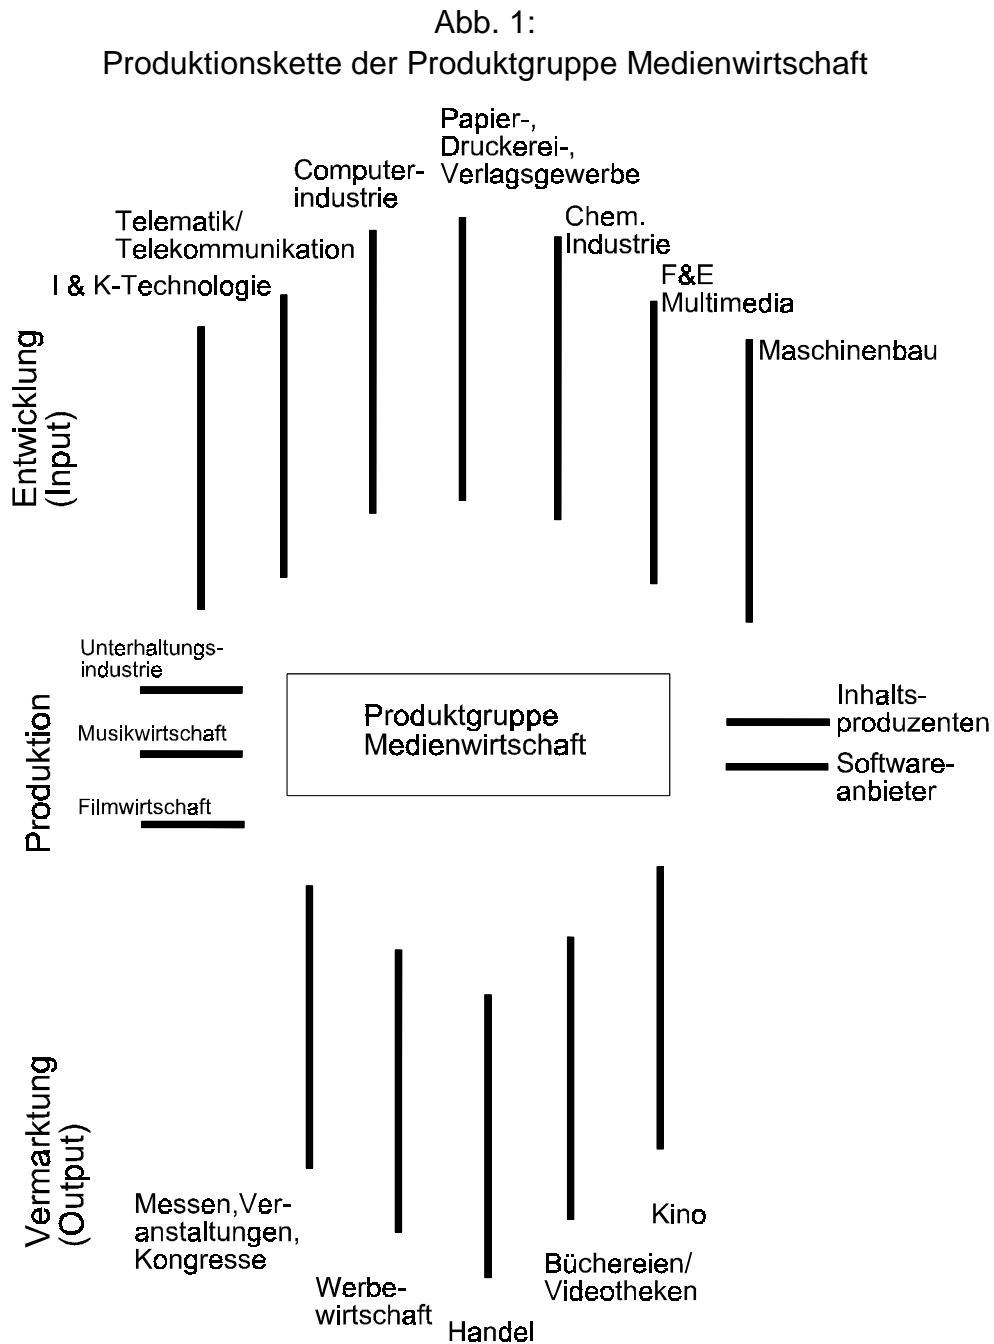 Abb. 1:
Produktionskette der Produktgruppe Medienwirtschaft
Papier-,
Druckerei-,
Verlagsgewerbe
Computer-
industrie
Telematik/
Telekommunikation
Chem.
Industrie
I & K-Technologie
F&E
Multimedia
Maschinenbau
Entwicklung
(Input)
Unterhaltungs-
industrie
Musikwirtschaft
Filmwirtschaft
Produktion
Produktgruppe
Medienwirtschaft
Inhalts-
produzenten
Software-
anbieter
Vermarktung
(Output)
Messen,Ver-
anstaltungen,
Kongresse
Werbe-
wirtschaft
Handel
Büchereien/
Videotheken
Kino